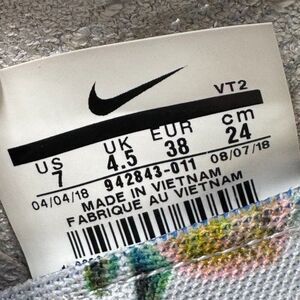 VT2
US UK EUR cm
7 4.5 38 24
942843-011
04/04/18 08/07/18
MADE IN VIETNAM
FABRIQUE AU VIETNAM